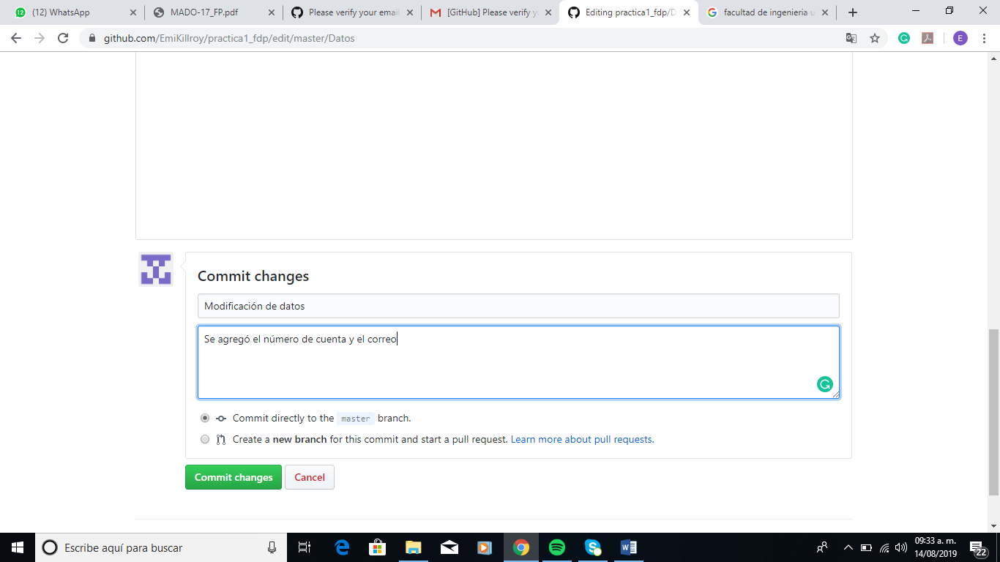 12 (12) WhatsApp
MADO-17_FP.pdf
Please verify your email
[GitHub] Please verify yo
Editing practica1_fdp/D
facultad de ingenieria u
github.com/EmiKillroy/practica1_fdp/edit/master/Datos
E
Commit changes
Modificación de datos
Se agregó el número de cuenta y el correo
Commit directly to the master branch.
Create a new branch for this commit and start a pull request. Learn more about pull requests.
Commit changes
Cancel
Escribe aquí para buscar
09:33 a. m.
14/08/2019
22